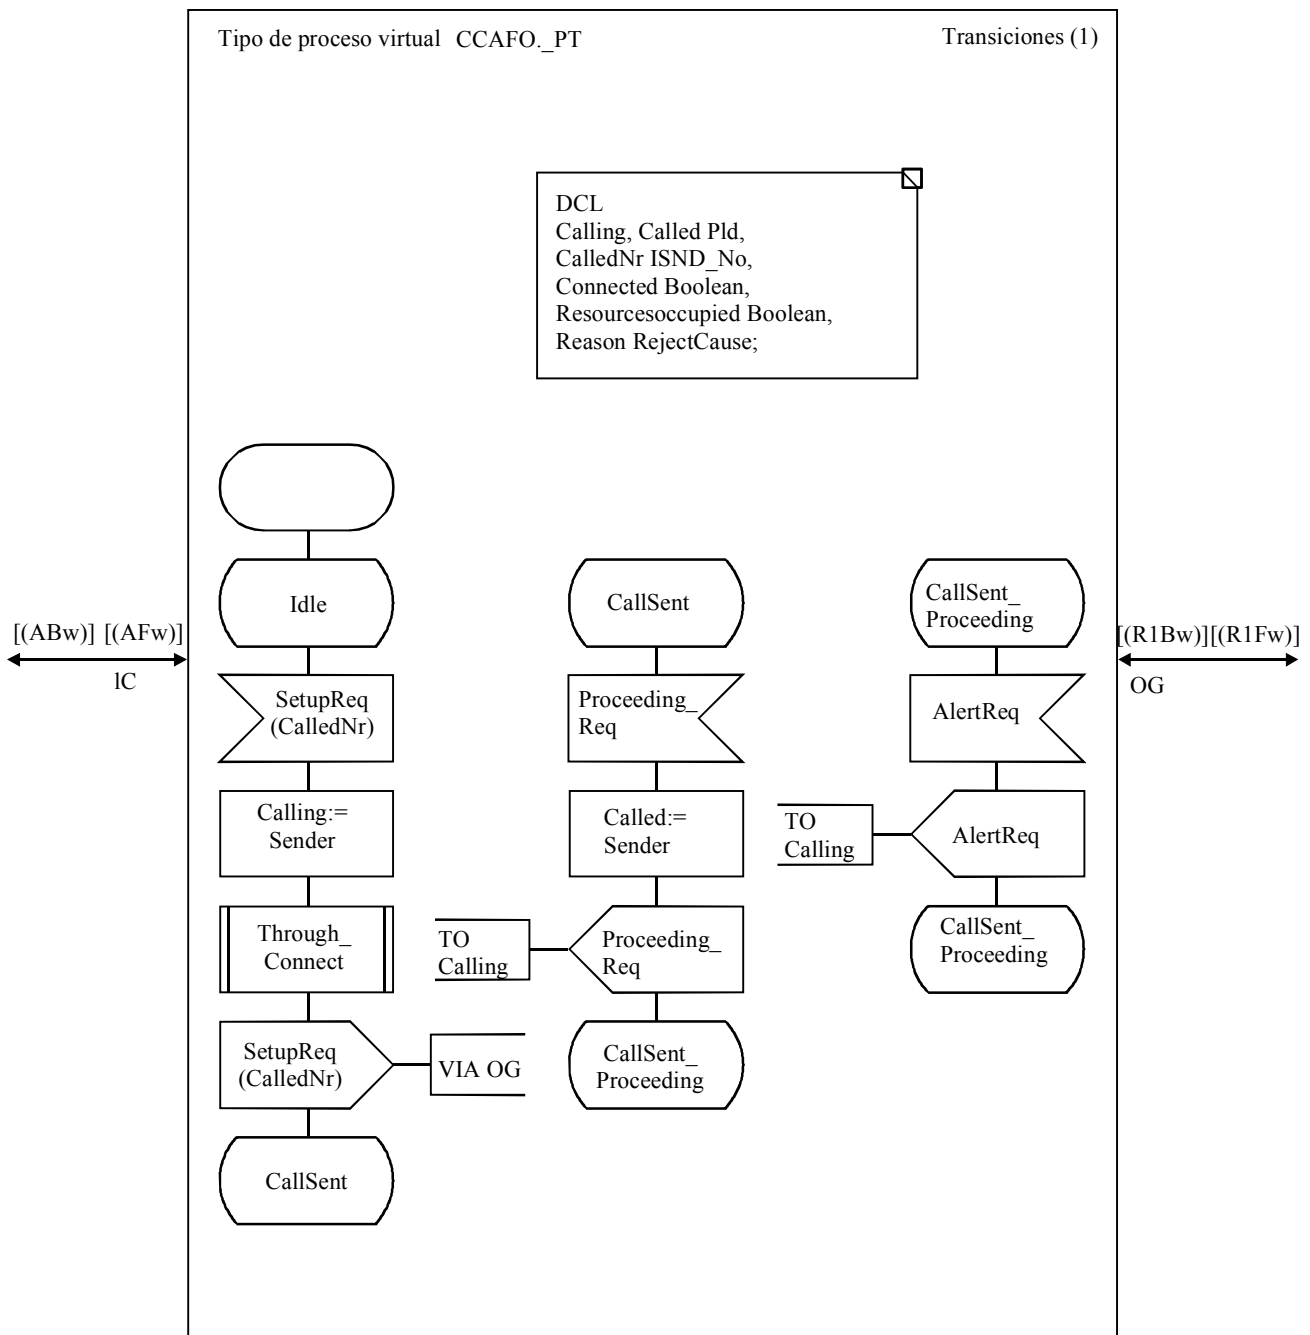 Tipo de proceso virtual CCAFO._PT
Transiciones (1)
DCL
Calling, Called Pld,
CalledNr ISND_No,
Connected Boolean,
Resourcesoccupied Boolean,
Reason RejectCause;
[(ABw)] [(AFw)]
lC
[(R1Bw)][(R1Fw)]
OG
Idle
SetupReq
(CalledNr)
Calling:=
Sender
Through_
Connect
SetupReq
(CalledNr)
VIA OG
CallSent
CallSent
Proceeding_
Req
Called:=
Sender
TO
Calling
Proceeding_
Req
CallSent_
Proceeding
CallSent_
Proceeding
AlertReq
TO
Calling
AlertReq
CallSent_
Proceeding